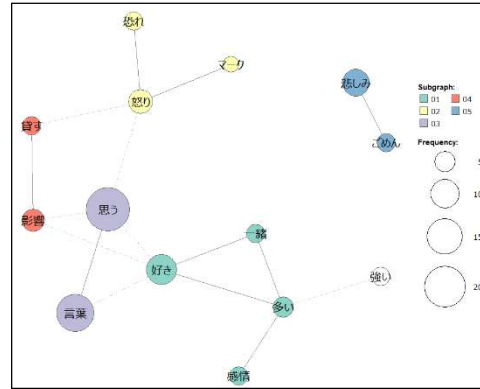 恐れ
マーク
怒り
貸す
悲しみ
ごめん
Subgraph:
01
04
02
05
03
Frequency:
5
10
15
20
思う
影響
一緒
好き
強い
多い
言葉
感情